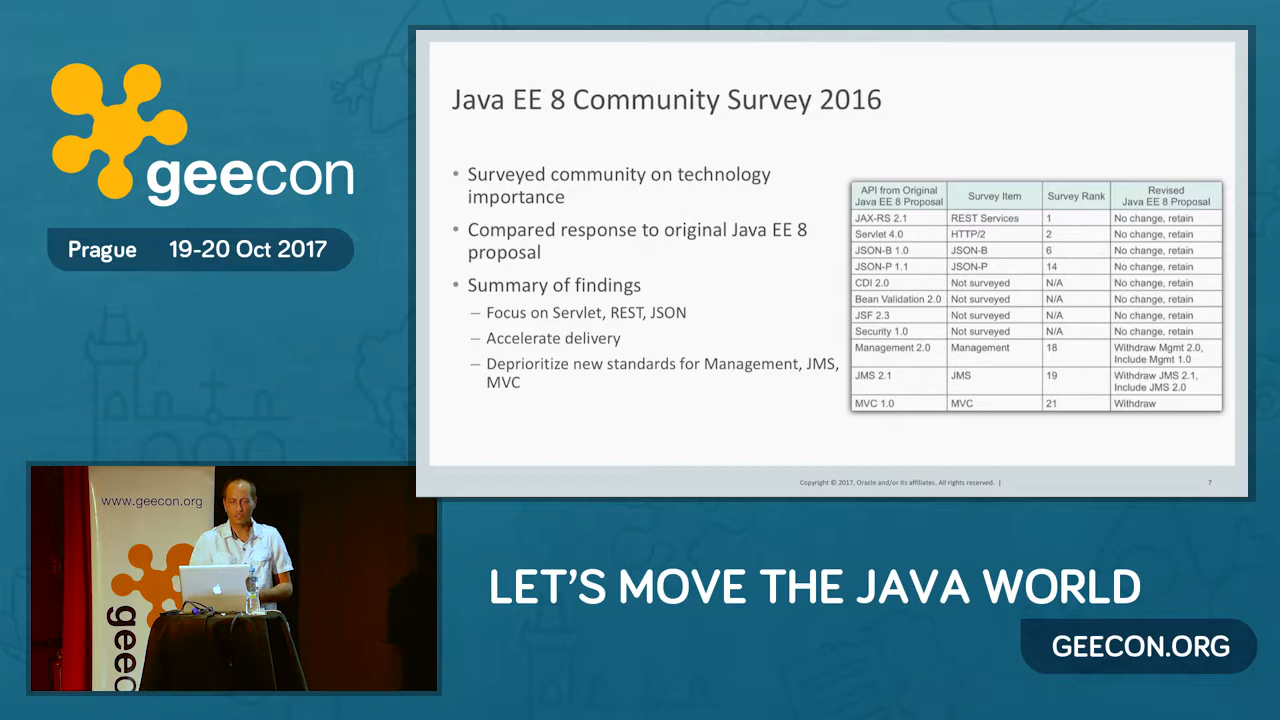 geecon
Prague 19-20 Oct 2017
Java EE 8 Community Survey 2016
• Surveyed community on technology
importance
• Compared response to original Java EE 8
proposal
• Summary of findings
– Focus on Servlet, REST, JSON
– Accelerate delivery
– Deprioritize new standards for Management, JMS,
MVC
API from Original Java EE 8 Proposal Survey Item Survey Rank Revised Java EE 8 Proposal
JAX-RS 2.1 REST Services 1 No change, retain
Servlet 4.0 HTTP/2 2 No change, retain
JSON-B 1.0 JSON-B 6 No change, retain
JSON-P 1.1 JSON-P 14 No change, retain
CDI 2.0 Not surveyed N/A No change, retain
Bean Validation 2.0 Not surveyed N/A No change, retain
JSF 2.3 Not surveyed N/A No change, retain
Security 1.0 Not surveyed N/A No change, retain
Management 2.0 Management 18 Withdraw Mgmt 2.0,
Include Mgmt 1.0
JMS 2.1 JMS 19 Withdraw JMS 2.1,
Include JMS 2.0
MVC 1.0 MVC 21 Withdraw
Copyright © 2017, Oracle and/or its affiliates. All rights reserved. | 7
www.geecon.org
geec
LET'S MOVE THE JAVA WORLD
GEECON.ORG